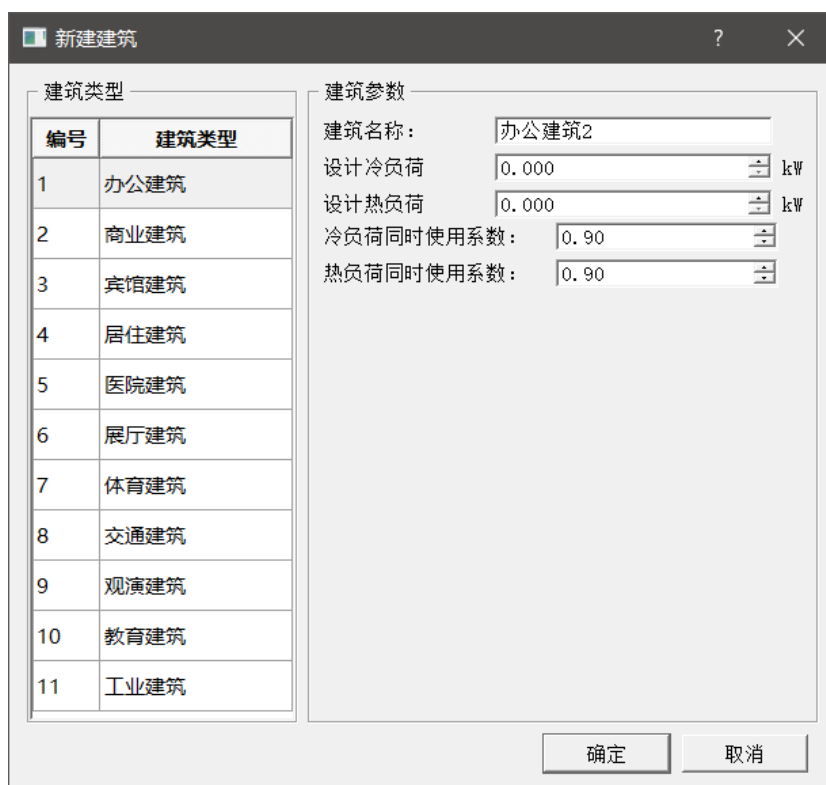 新建建筑 ?
建筑类型
编号 建筑类型
1 办公建筑
2 商业建筑
3 宾馆建筑
4 居住建筑
5 医院建筑
6 展厅建筑
7 体育建筑
8 交通建筑
9 观演建筑
10 教育建筑
11 工业建筑
建筑参数
建筑名称: 办公建筑2
设计冷负荷 0.000 kW
设计热负荷 0.000 kW
冷负荷同时使用系数: 0.90
热负荷同时使用系数: 0.90
确定 取消